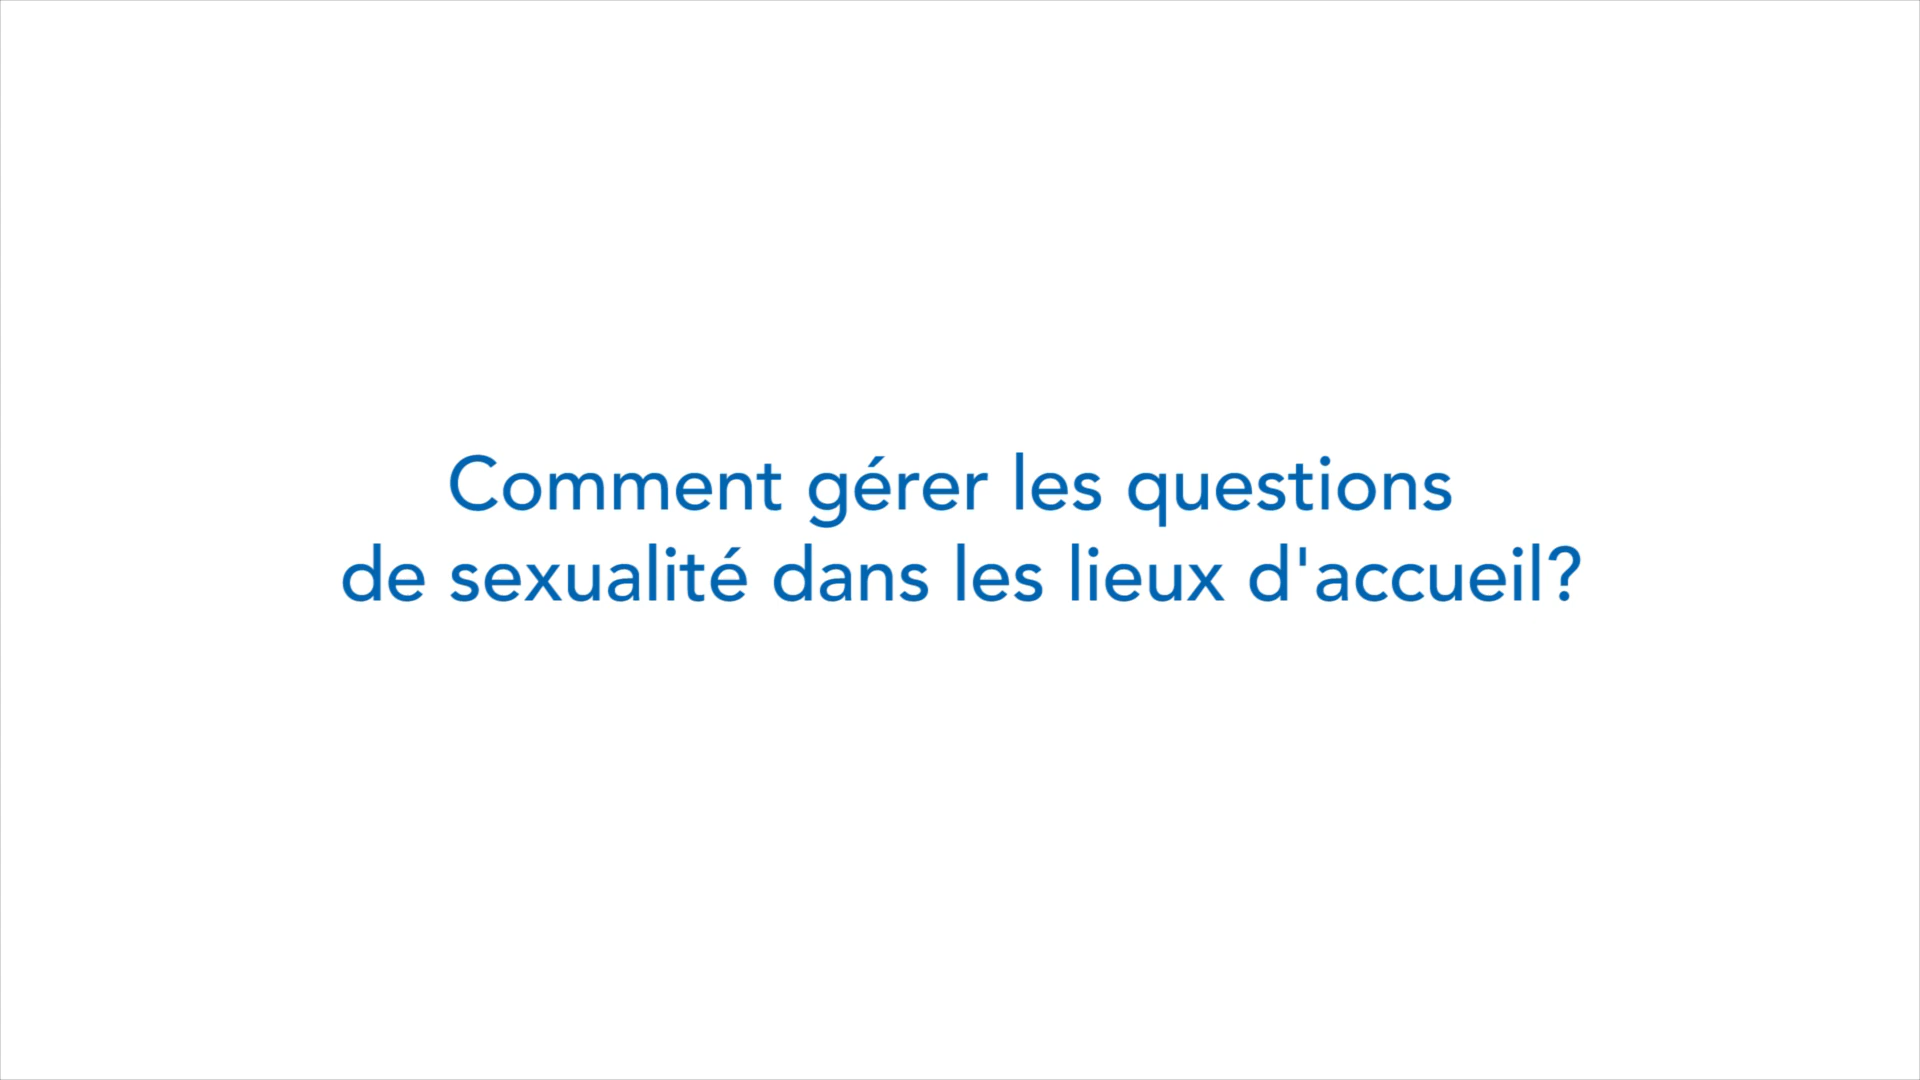 Comment gérer les questions
de sexualité dans les lieux d'accueil?